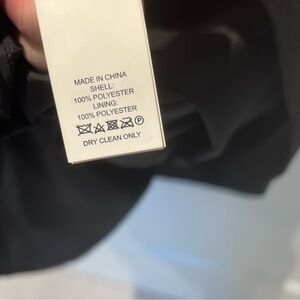 MADE IN CHINA
SHELL:
100% POLYESTER
LINING:
100% POLYESTER
P
DRY CLEAN ONLY